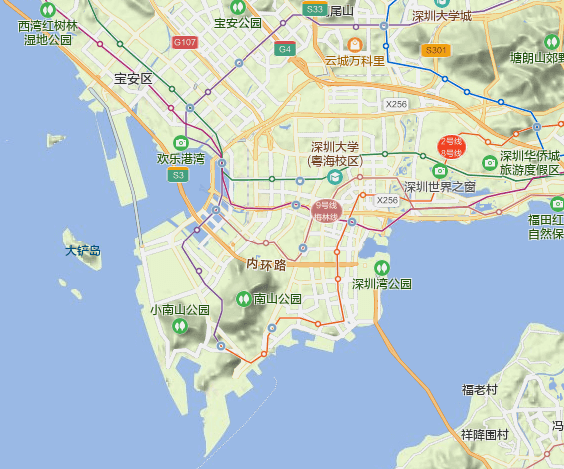 宝安公园
S33
尾山
深圳大学城
西湾红树林
湿地公园
G107
G4
S301
云城万科里
塘朗山郊野
宝安区
X256
2号线
8号线
深圳大学
(粤海校区)
欢乐港湾
深圳华侨城
旅游度假区
S3
深圳世界之窗
X256
9号线
梅林线
福田红
自然保
大铲岛
内环路
深圳湾公园
南山公园
小南山公园
福老村
祥隆围村
冯